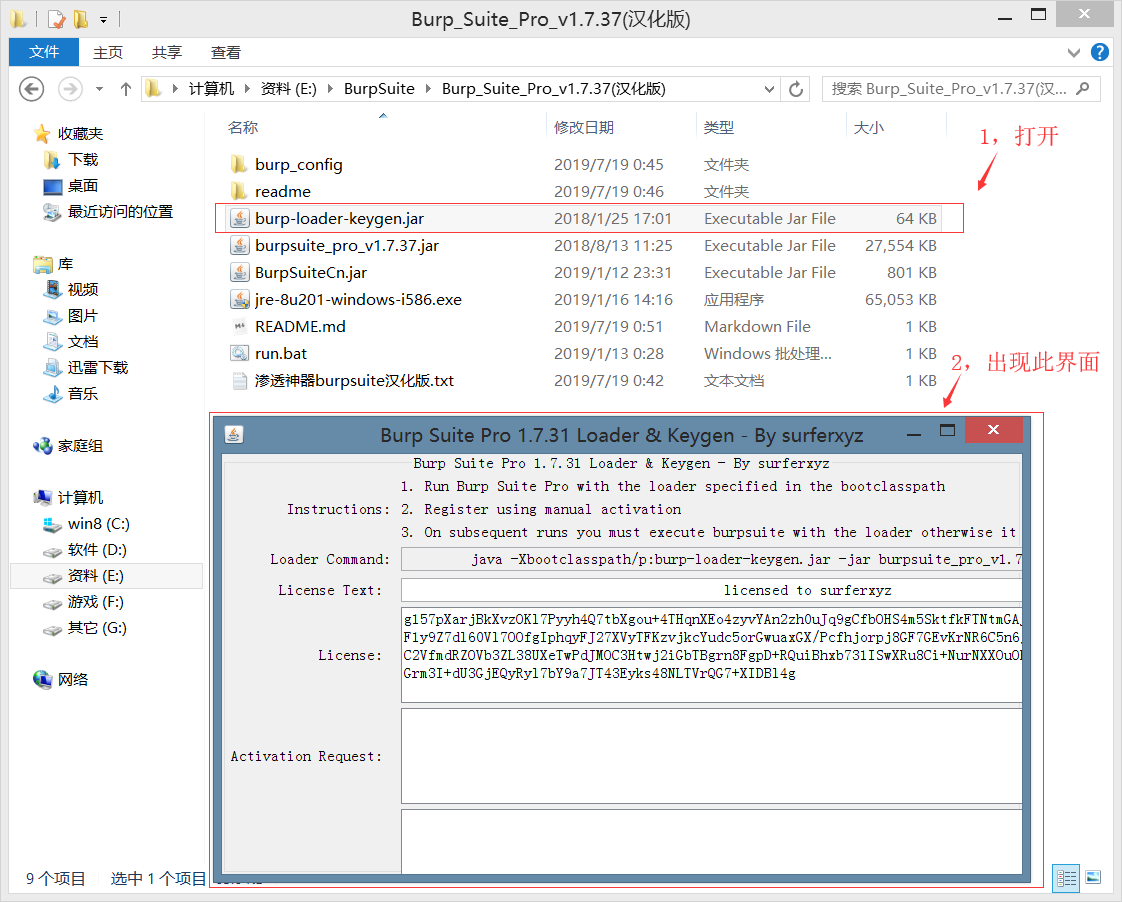 Burp_Suite_Pro_v1.7.37(汉化版)
文件 主页 共享 查看
计算机 资料 (E:) BurpSuite Burp_Suite_Pro_v1.7.37(汉化版) 搜索 Burp_Suite_Pro_v1.7.37(汉...
名称 修改日期 类型 大小
1，打开
收藏夹
下载
桌面
最近访问的位置
库
视频
图片
文档
迅雷下载
音乐
家庭组
计算机
win8 (C:)
软件 (D:)
资料 (E:)
游戏 (F:)
其它 (G:)
网络
burp_config 2019/7/19 0:45 文件夹
readme 2019/7/19 0:46 文件夹
burp-loader-keygen.jar 2018/1/25 17:01 Executable Jar File 64 KB
burpsuite_pro_v1.7.37.jar 2018/8/13 11:25 Executable Jar File 27,554 KB
BurpSuiteCn.jar 2019/1/12 23:31 Executable Jar File 801 KB
jre-8u201-windows-i586.exe 2019/1/16 14:16 应用程序 65,053 KB
README.md 2019/7/19 0:51 Markdown File 1 KB
run.bat 2019/1/13 0:28 Windows 批处理... 1 KB
渗透神器burpsuite汉化版.txt 2019/7/19 0:42 文本文档 1 KB
2，出现此界面
Burp Suite Pro 1.7.31 Loader & Keygen - By surferxyz
Burp Suite Pro 1.7.31 Loader & Keygen - By surferxyz
Instructions:
1. Run Burp Suite Pro with the loader specified in the bootclasspath
2. Register using manual activation
3. On subsequent runs you must execute burpsuite with the loader otherwise it
Loader Command: java -Xbootclasspath/p:burp-loader-keygen.jar -jar burpsuite_pro_v1.7
License Text: licensed to surferxyz
License:
Activation Request:
9 个项目 选中 1 个项目